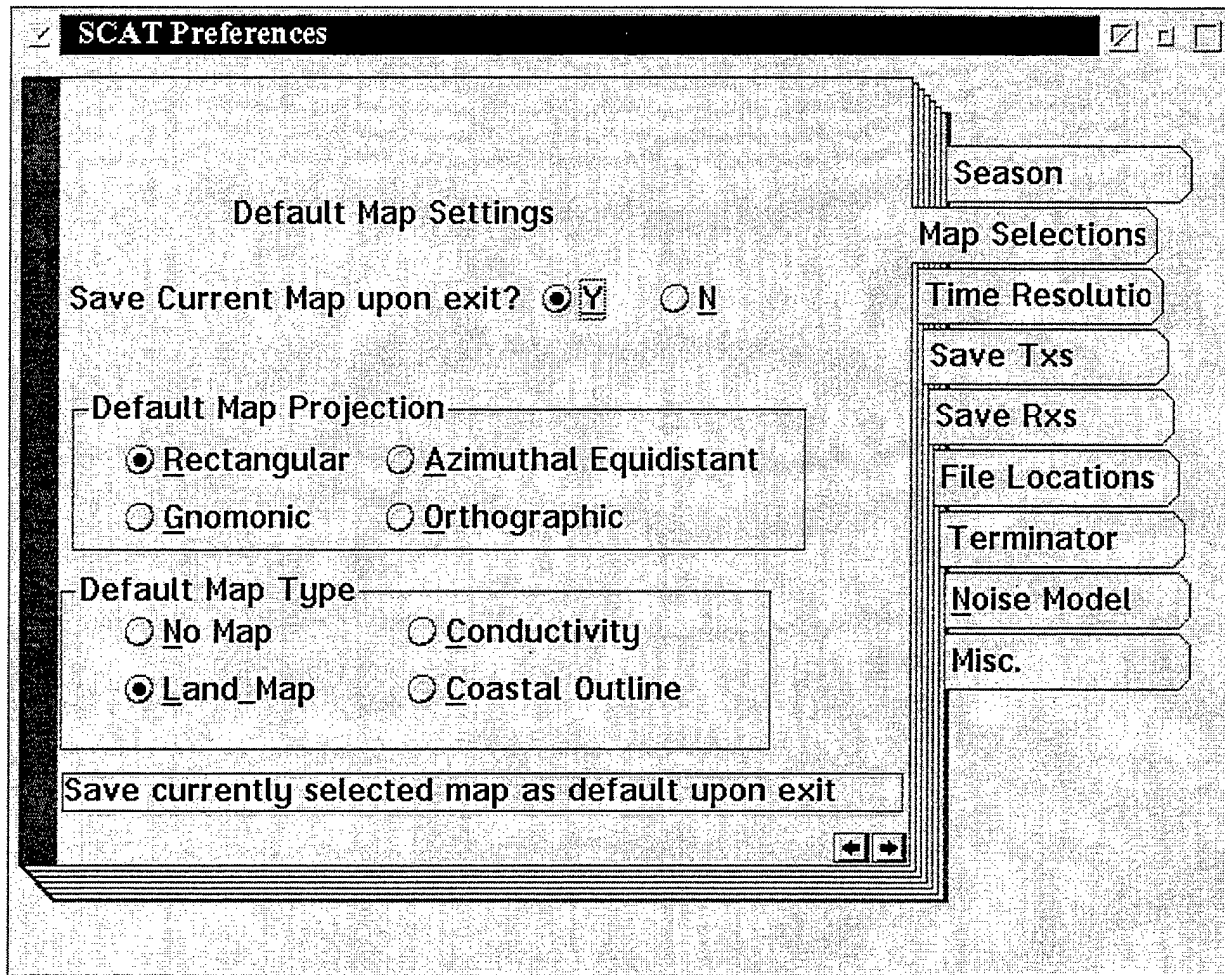 SCAT Preferences
Default Map Settings
Save Current Map upon exit? Y N
Default Map Projection
Rectangular Azimuthal Equidistant
Gnomonic Orthographic
Default Map Type
No Map Conductivity
Land_Map Coastal Outline
Save currently selected map as default upon exit
Season
Map Selections
Time Resolutio
Save Txs
Save Rxs
File Locations
Terminator
Noise Model
Misc.